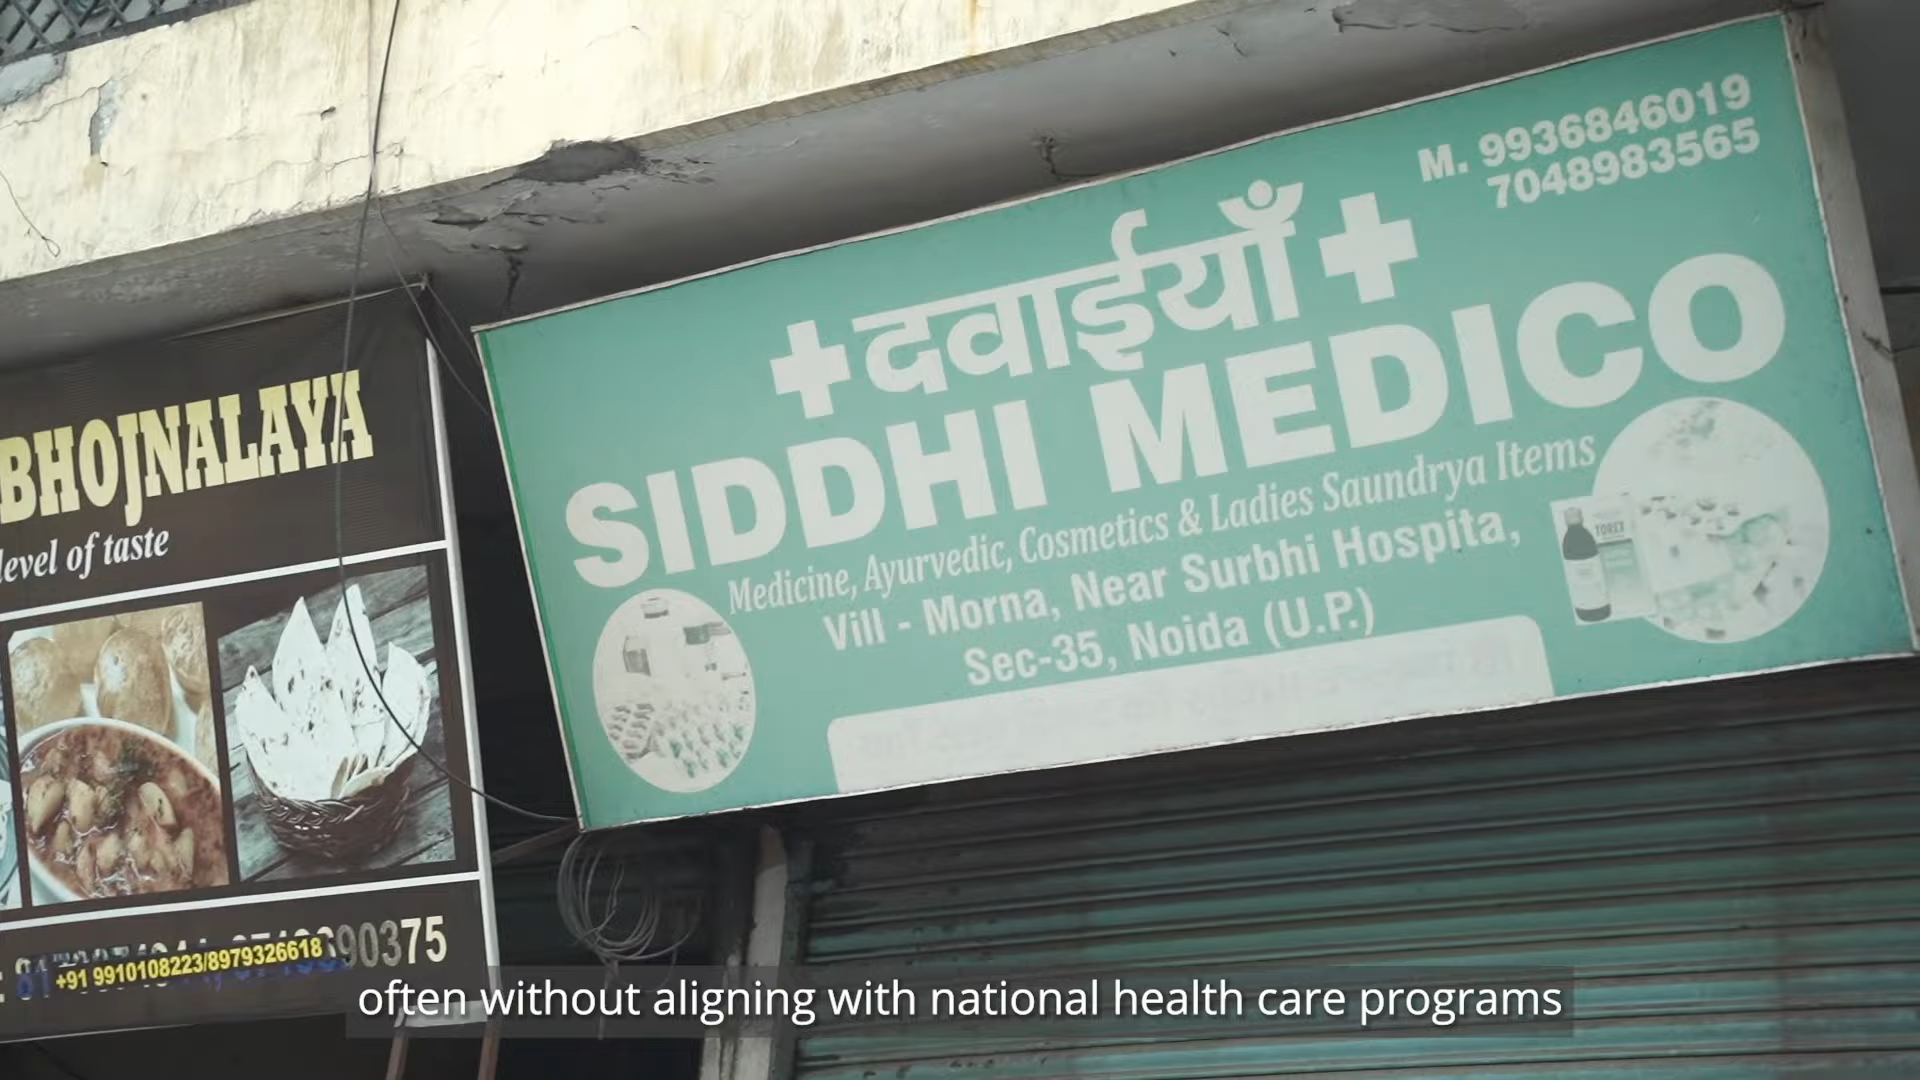 BHOJNALAYA
level of taste
90375
+91 9910108223/8979326618
M. 9936846019
7048983565
दवाईयाँ
SIDDHI MEDICO
Medicine, Ayurvedic, Cosmetics & Ladies Saundrya Items
Vill - Morna, Near Surbhi Hospita,
Sec-35, Noida (U.P.)
TOREX
often without aligning with national health care programs